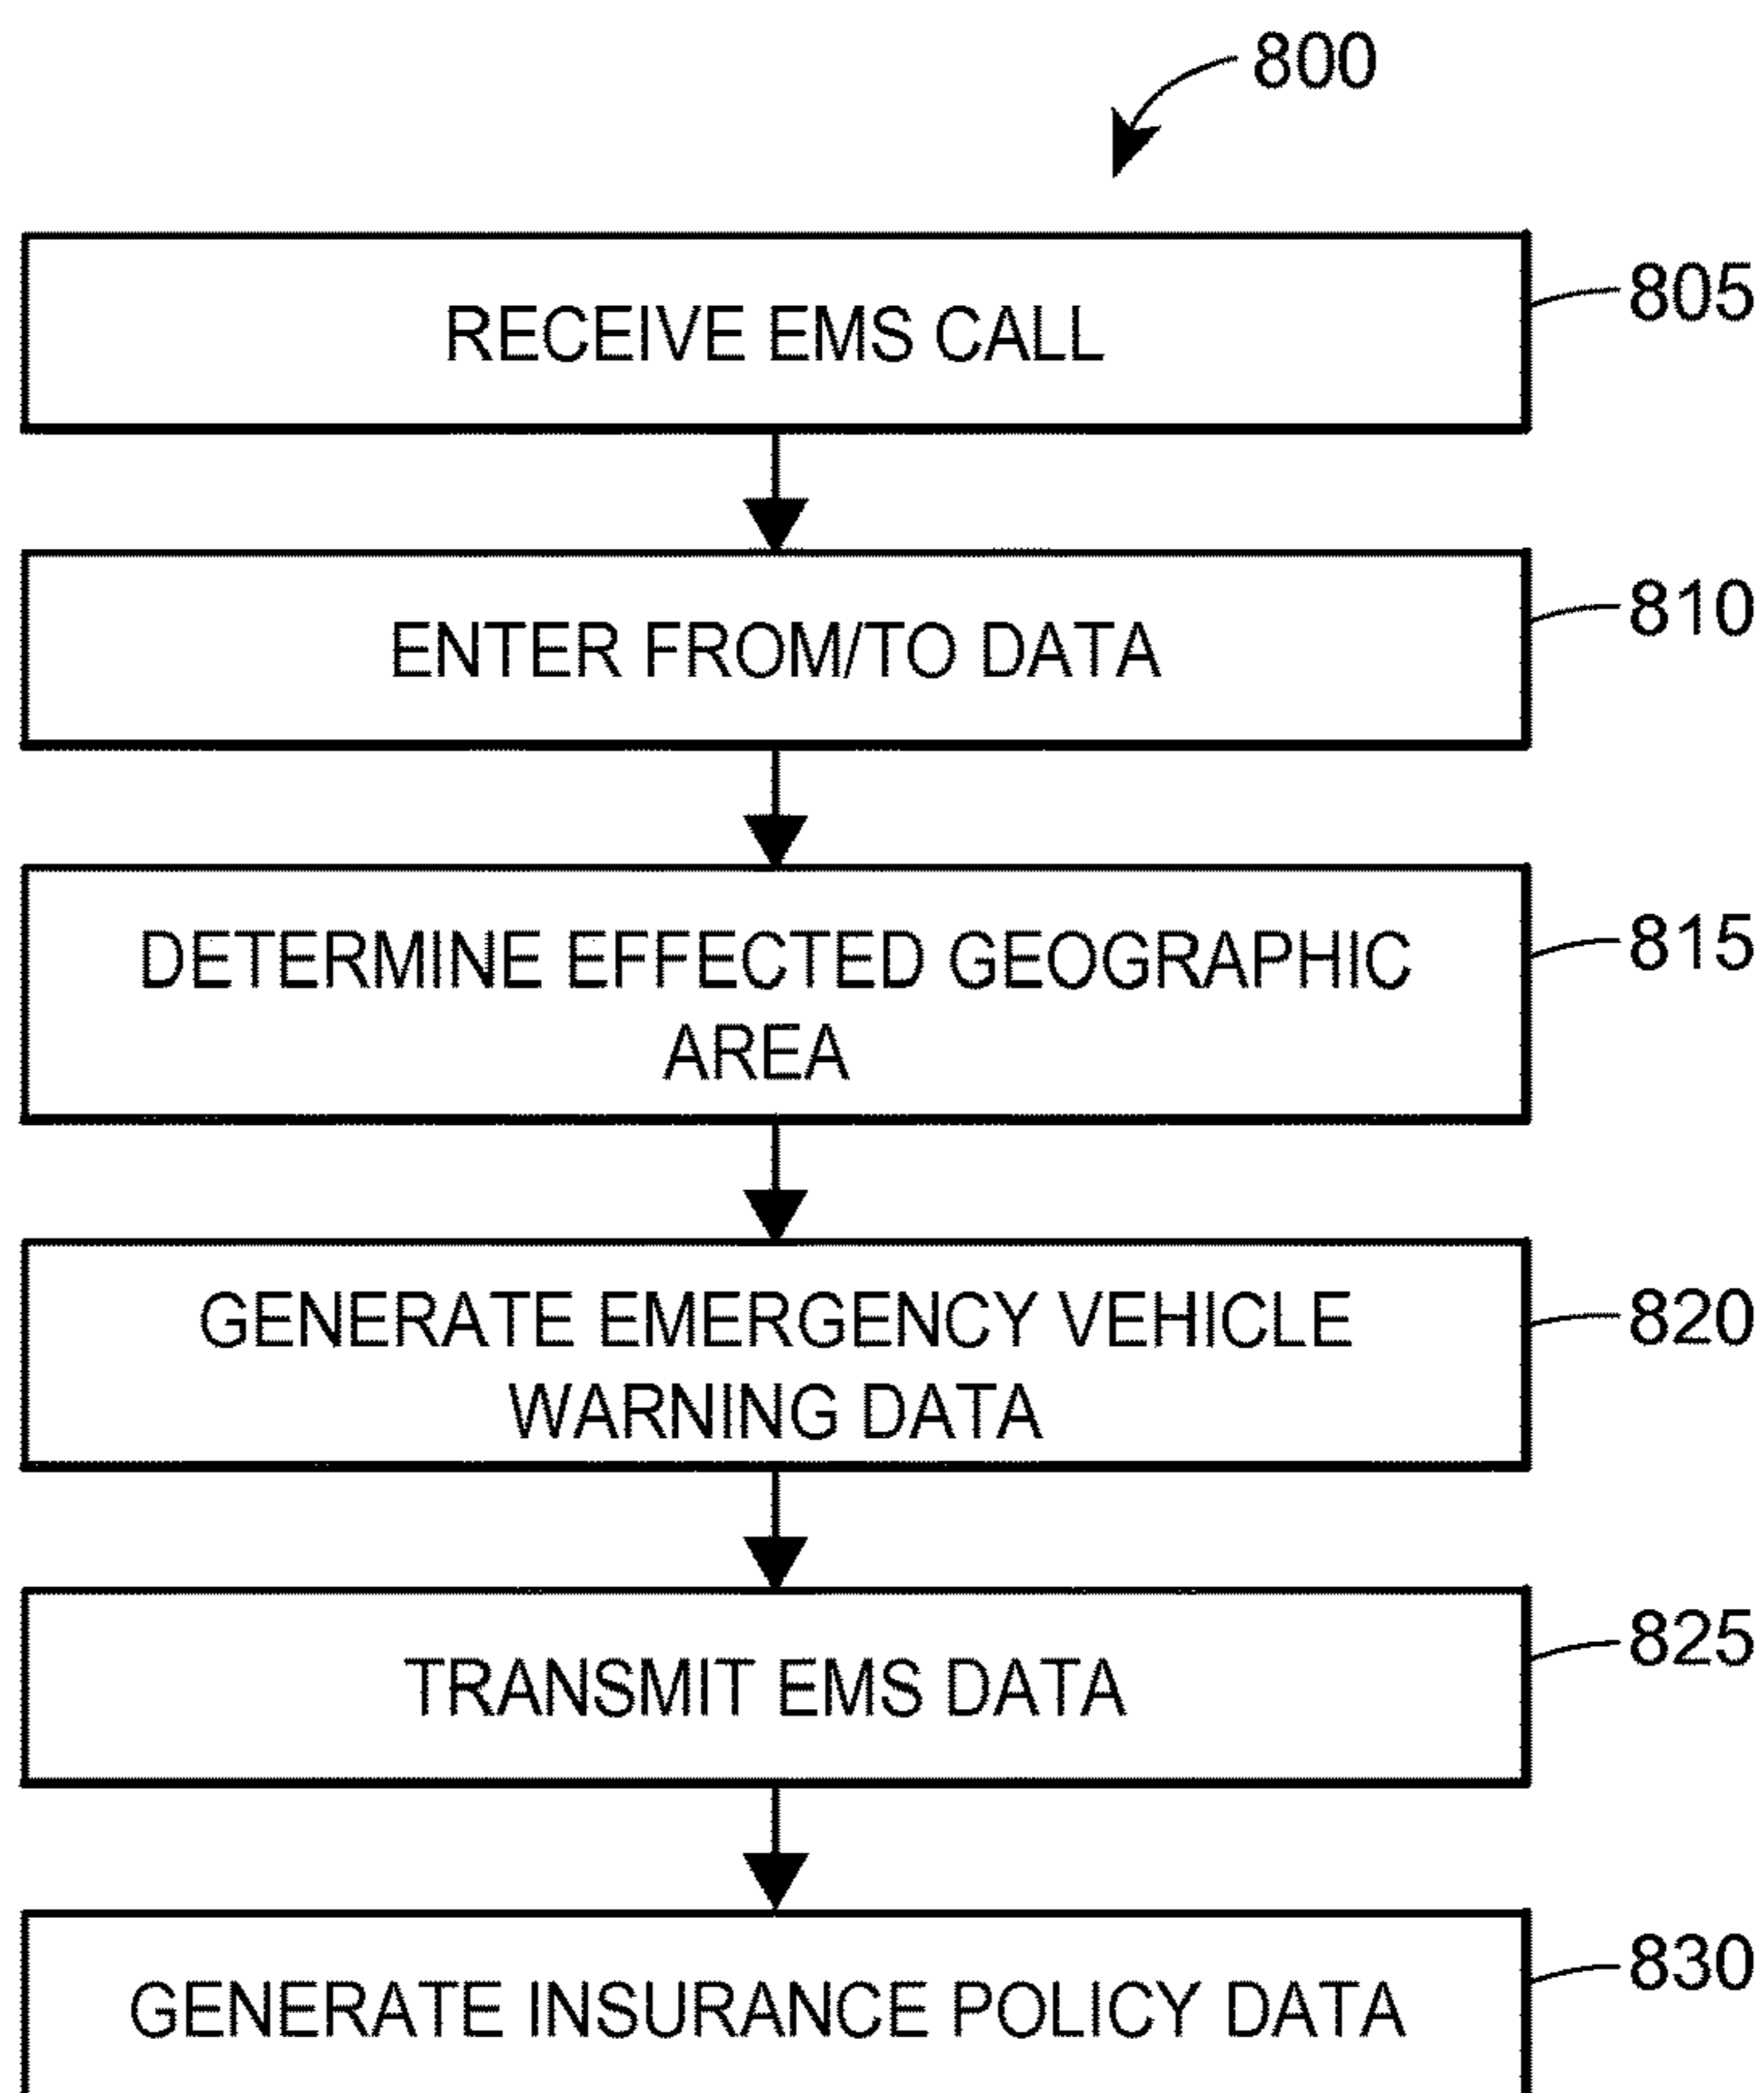 800
RECEIVE EMS CALL
805
ENTER FROM/TO DATA
810
DETERMINE EFFECTED GEOGRAPHIC
AREA
815
GENERATE EMERGENCY VEHICLE
WARNING DATA
820
TRANSMIT EMS DATA
825
GENERATE INSURANCE POLICY DATA
830